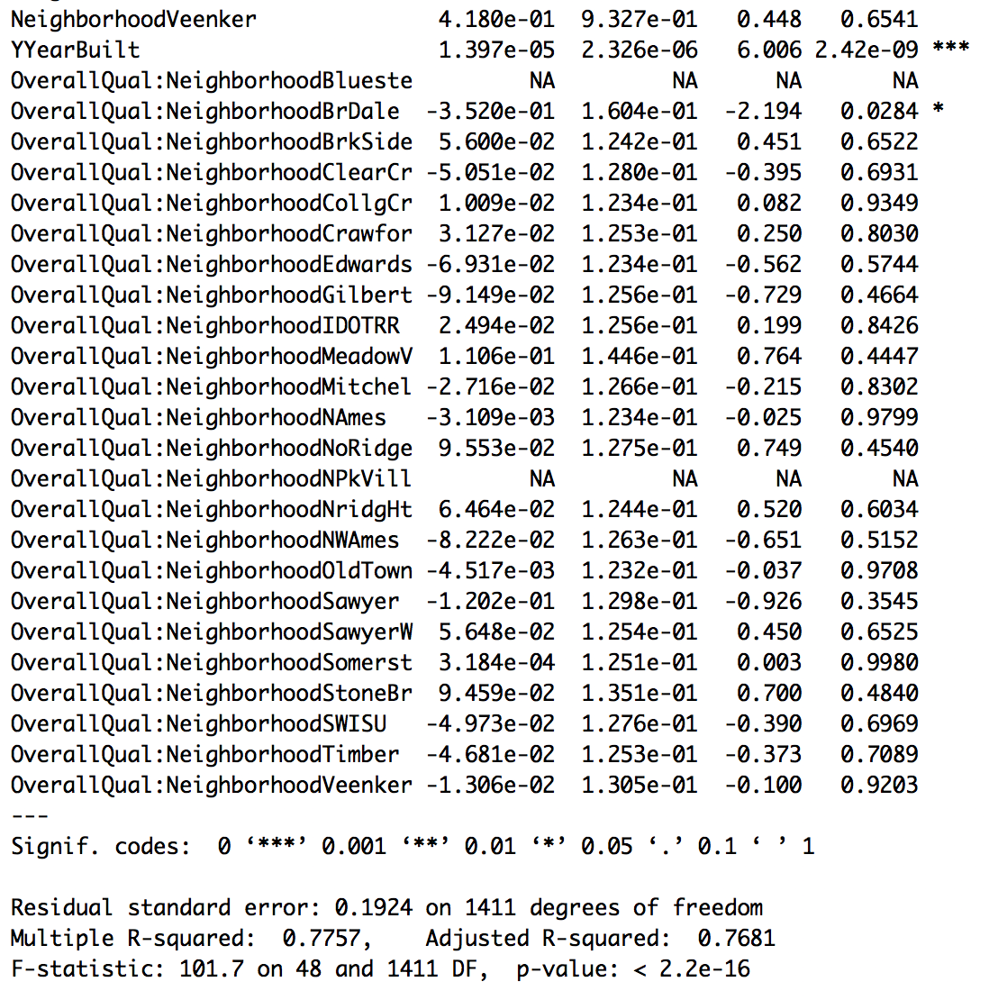 NeighborhoodVeenker 4.180e-01 9.327e-01 0.448 0.6541
YYearBuilt 1.397e-05 2.326e-06 6.006 2.42e-09 ***
OverallQual:NeighborhoodBlueste NA NA NA NA
OverallQual:NeighborhoodBrDale -3.520e-01 1.604e-01 -2.194 0.0284 *
OverallQual:NeighborhoodBrkSide 5.600e-02 1.242e-01 0.451 0.6522
OverallQual:NeighborhoodClearCr -5.051e-02 1.280e-01 -0.395 0.6931
OverallQual:NeighborhoodCollgCr 1.009e-02 1.234e-01 0.082 0.9349
OverallQual:NeighborhoodCrawfor 3.127e-02 1.253e-01 0.250 0.8030
OverallQual:NeighborhoodEdwards -6.931e-02 1.234e-01 -0.562 0.5744
OverallQual:NeighborhoodGilbert -9.149e-02 1.256e-01 -0.729 0.4664
OverallQual:NeighborhoodIDOTRR 2.494e-02 1.256e-01 0.199 0.8426
OverallQual:NeighborhoodMeadowV 1.106e-01 1.446e-01 0.764 0.4447
OverallQual:NeighborhoodMitchel -2.716e-02 1.266e-01 -0.215 0.8302
OverallQual:NeighborhoodNAmes -3.109e-03 1.234e-01 -0.025 0.9799
OverallQual:NeighborhoodNoRidge 9.553e-02 1.275e-01 0.749 0.4540
OverallQual:NeighborhoodNPkVill NA NA NA NA
OverallQual:NeighborhoodNridgHt 6.464e-02 1.244e-01 0.520 0.6034
OverallQual:NeighborhoodNWAmes -8.222e-02 1.263e-01 -0.651 0.5152
OverallQual:NeighborhoodOldTown -4.517e-03 1.232e-01 -0.037 0.9708
OverallQual:NeighborhoodSawyer -1.202e-01 1.298e-01 -0.926 0.3545
OverallQual:NeighborhoodSawyerW 5.648e-02 1.254e-01 0.450 0.6525
OverallQual:NeighborhoodSomerst 3.184e-04 1.251e-01 0.003 0.9980
OverallQual:NeighborhoodStoneBr 9.459e-02 1.351e-01 0.700 0.4840
OverallQual:NeighborhoodSWISU -4.973e-02 1.276e-01 -0.390 0.6969
OverallQual:NeighborhoodTimber -4.681e-02 1.253e-01 -0.373 0.7089
OverallQual:NeighborhoodVeenker -1.306e-02 1.305e-01 -0.100 0.9203
---
Signif. codes: 0 ‘***’ 0.001 ‘**’ 0.01 ‘*’ 0.05 ‘.’ 0.1 ‘ ’ 1
Residual standard error: 0.1924 on 1411 degrees of freedom
Multiple R-squared: 0.7757, Adjusted R-squared: 0.7681
F-statistic: 101.7 on 48 and 1411 DF, p-value: < 2.2e-16